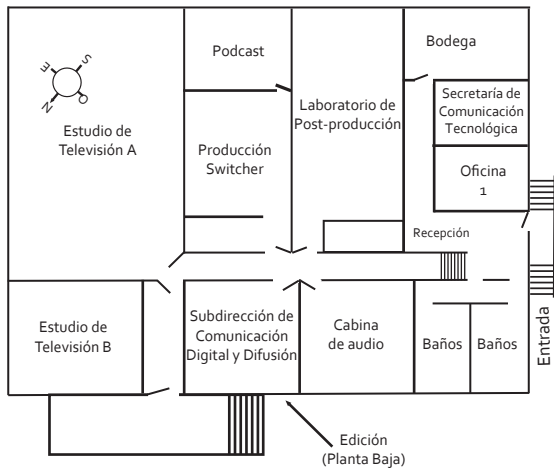 Podcast
Bodega
S
E
O
N
Estudio de
Televisión A
Producción
Switcher
Laboratorio de
Post-producción
Secretaría de
Comunicación
Tecnológica
Oficina
1
Recepción
Estudio de
Televisión B
Subdirección de
Comunicación
Digital y Difusión
Cabina
de audio
Baños
Baños
Entrada
Edición
(Planta Baja)